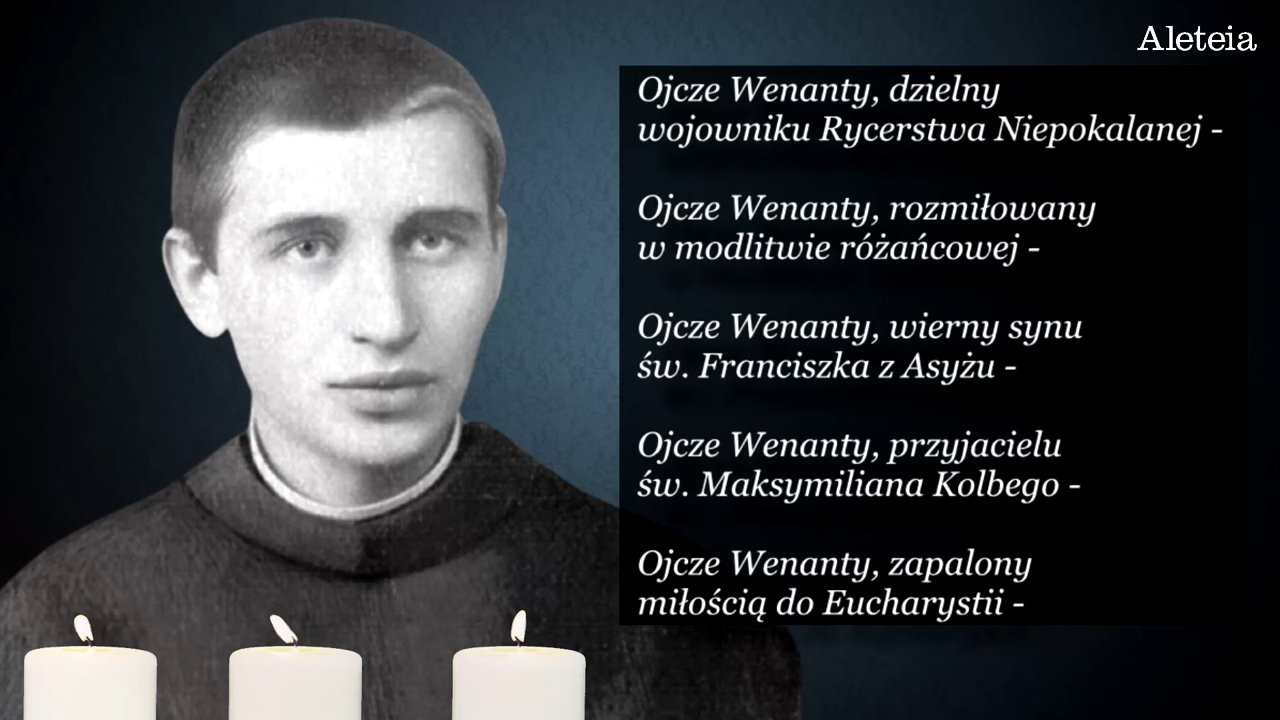 Aleteia
Ojcze Wenanty, dzielny
wojowniku Rycerstwa Niepokalanej -
Ojcze Wenanty, rozmiłowany
w modlitwie różańcowej -
Ojcze Wenanty, wierny synu
św. Franciszka z Asyżu -
Ojcze Wenanty, przyjacielu
św. Maksymiliana Kolbego -
Ojcze Wenanty, zapalony
miłością do Eucharystii -